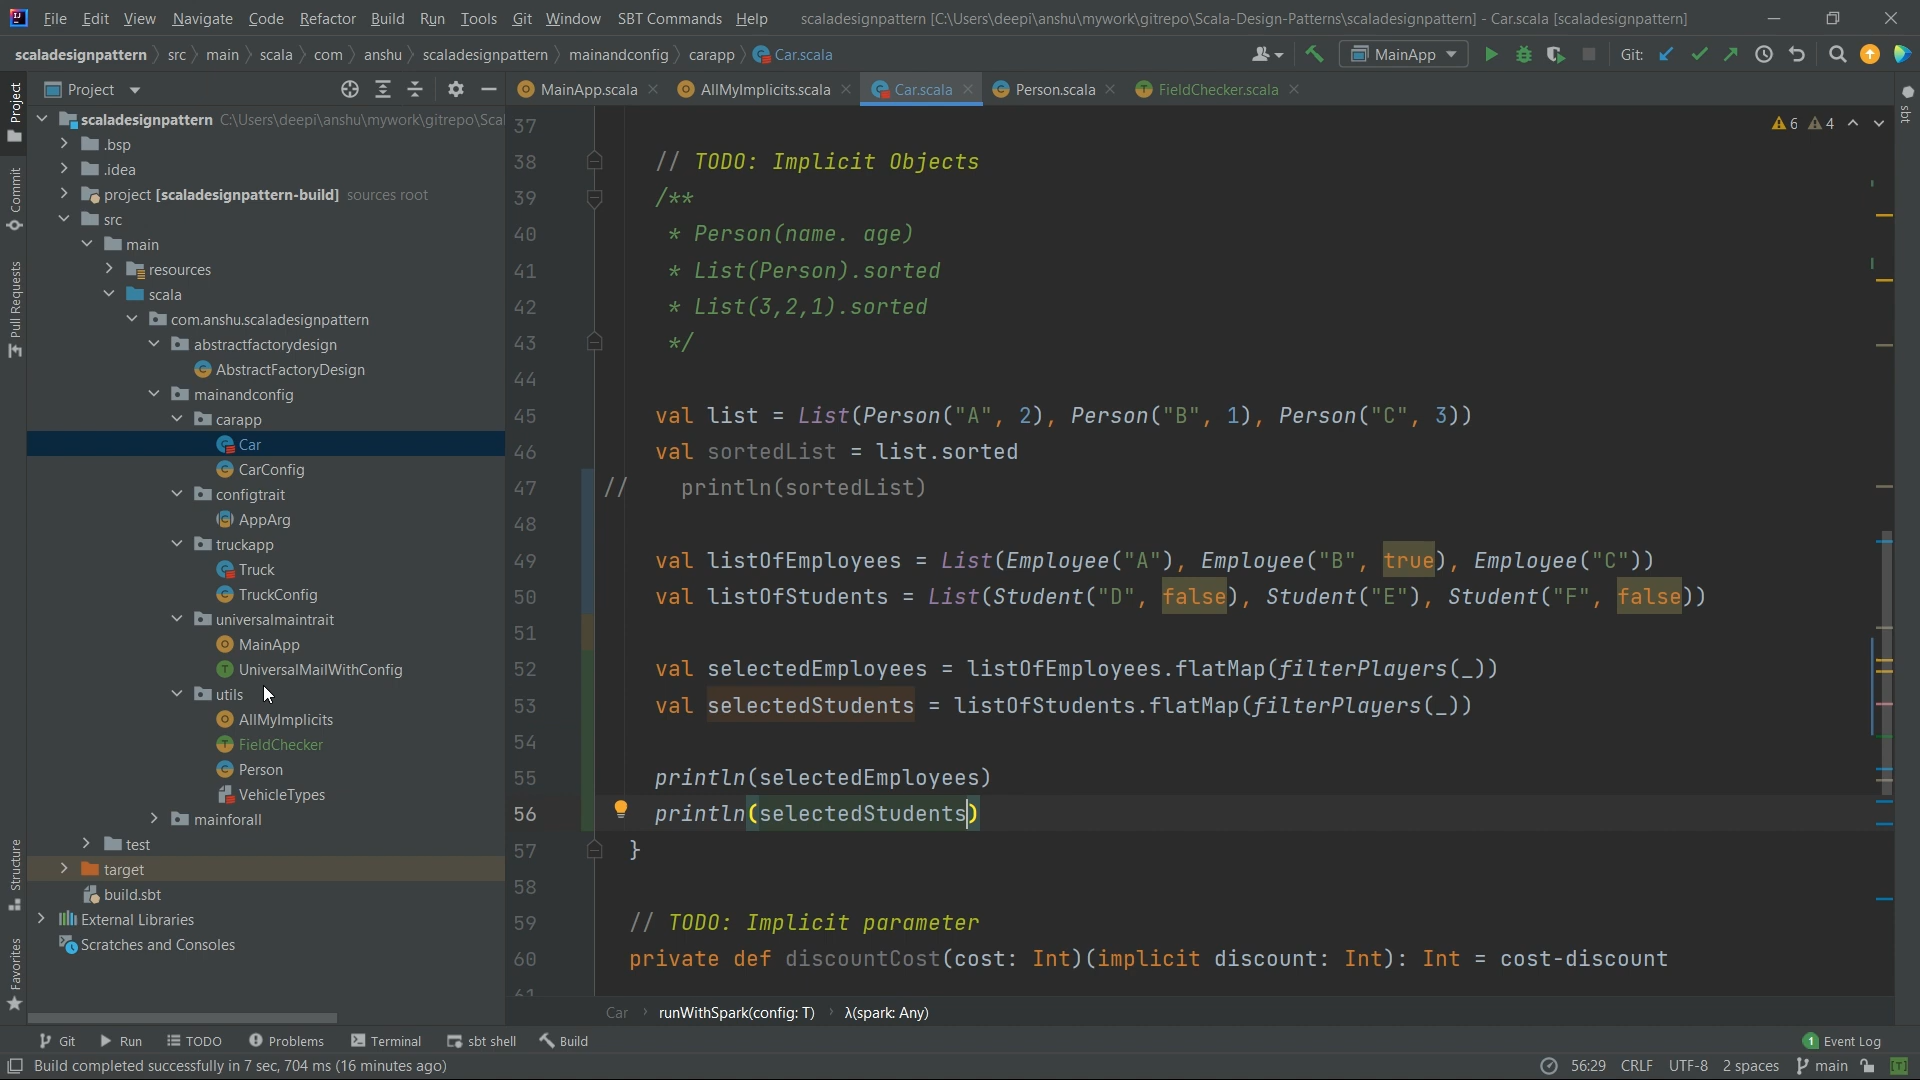 File Edit View Navigate Code Refactor Build Run Tools Git Window SBT Commands Help scaladesignpattern [C:\Users\deepi\anshu\mywork\gitrepo\Scala-Design-Patterns\scaladesignpattern] - Car.scala [scaladesignpattern]
scaladesignpattern src main scala com anshu scaladesignpattern mainandconfig carapp Car.scala MainApp Git:
Project MainApp.scala AllMyImplicits.scala Car.scala Person.scala FieldChecker.scala
Project
Commit
Pull Requests
Structure
Favorites
sbt
scaladesignpattern C:\Users\deepi\anshu\mywork\gitrepo\Scal
.bsp
.idea
project [scaladesignpattern-build] sources root
src
main
resources
scala
com.anshu.scaladesignpattern
abstractfactorydesign
AbstractFactoryDesign
mainandconfig
carapp
Car
CarConfig
configtrait
AppArg
truckapp
Truck
TruckConfig
universalmaintrait
MainApp
UniversalMailWithConfig
utils
AllMyImplicits
FieldChecker
Person
VehicleTypes
mainforall
test
target
build.sbt
External Libraries
Scratches and Consoles
6 4
37
38 // TODO: Implicit Objects
39 /**
40 * Person(name. age)
41 * List(Person).sorted
42 * List(3,2,1).sorted
43 */
44
45 val list = List(Person("A", 2), Person("B", 1), Person("C", 3))
46 val sortedList = list.sorted
47 // println(sortedList)
48
49 val listOfEmployees = List(Employee("A"), Employee("B", true), Employee("C"))
50 val listOfStudents = List(Student("D", false), Student("E"), Student("F", false))
51
52 val selectedEmployees = listOfEmployees.flatMap(filterPlayers(_))
53 val selectedStudents = listOfStudents.flatMap(filterPlayers(_))
54
55 println(selectedEmployees)
56 println(selectedStudents)
57 }
58
59 // TODO: Implicit parameter
60 private def discountCost(cost: Int)(implicit discount: Int): Int = cost-discount
61
Car runWithSpark(config: T) λ(spark: Any)
Git Run TODO Problems Terminal sbt shell Build 1 Event Log
Build completed successfully in 7 sec, 704 ms (16 minutes ago) 56:29 CRLF UTF-8 2 spaces main [T]